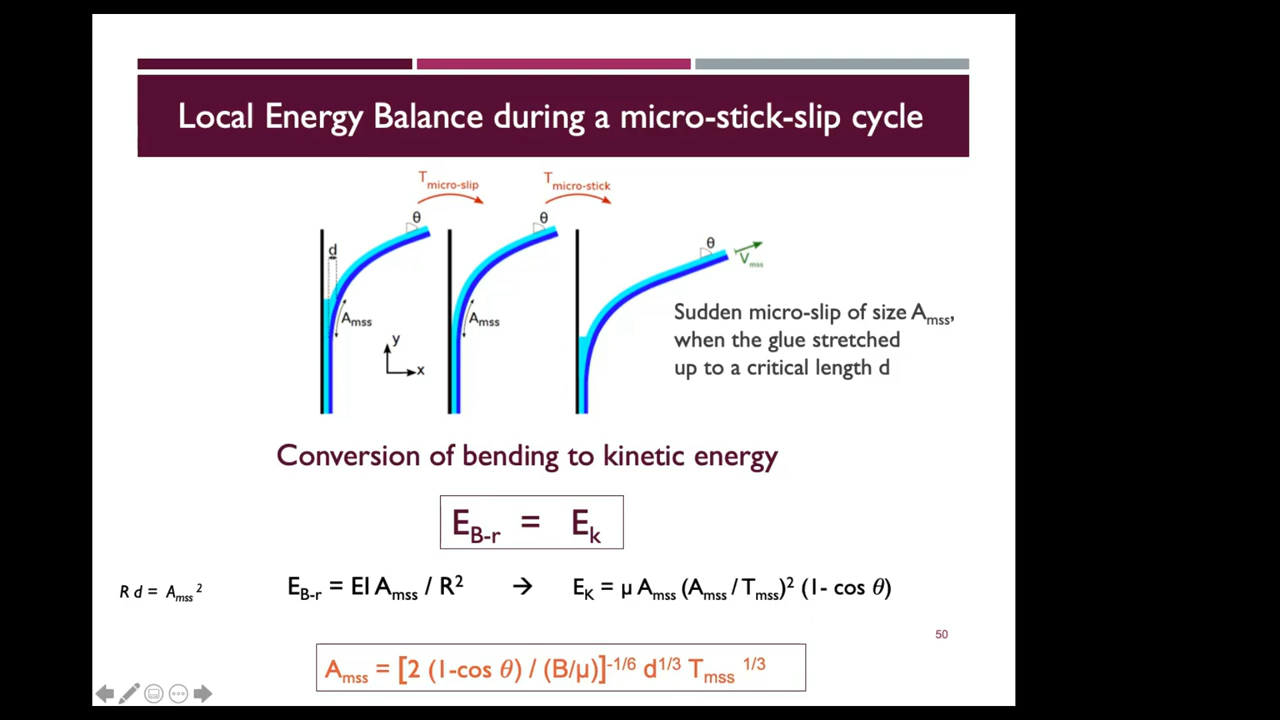 Local Energy Balance during a micro-stick-slip cycle
T micro-slip
T micro-stick
θ
θ
θ
d
V mss
A mss
A mss
y
x
Sudden micro-slip of size A mss,
when the glue stretched
up to a critical length d
Conversion of bending to kinetic energy
E B-r = E k
R d = A mss 2
E B-r = EI A mss / R2 → E K = μ A mss (A mss / T mss)2 (1- cos θ)
50
A mss = [2 (1-cos θ) / (B/μ)]-1/6 d1/3 T mss 1/3